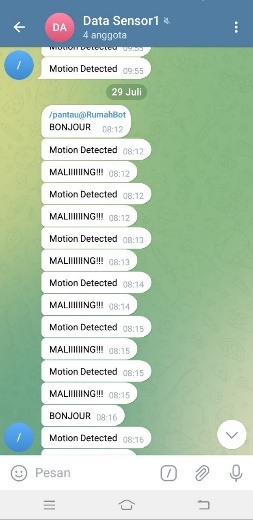 DA
Data Sensor1
4 anggota
Motion Detected 09:55
/
Motion Detected 09:55
29 Juli
/pantau@RumahBot
BONJOUR 08:12
Motion Detected 08:12
MALIIIIIING!!! 08:12
Motion Detected 08:12
MALIIIIIING!!! 08:12
Motion Detected 08:13
MALIIIIIING!!! 08:13
Motion Detected 08:14
MALIIIIIING!!! 08:14
Motion Detected 08:15
MALIIIIIING!!! 08:15
Motion Detected 08:15
MALIIIIIING!!! 08:15
BONJOUR 08:16
/
Motion Detected 08:16
Pesan